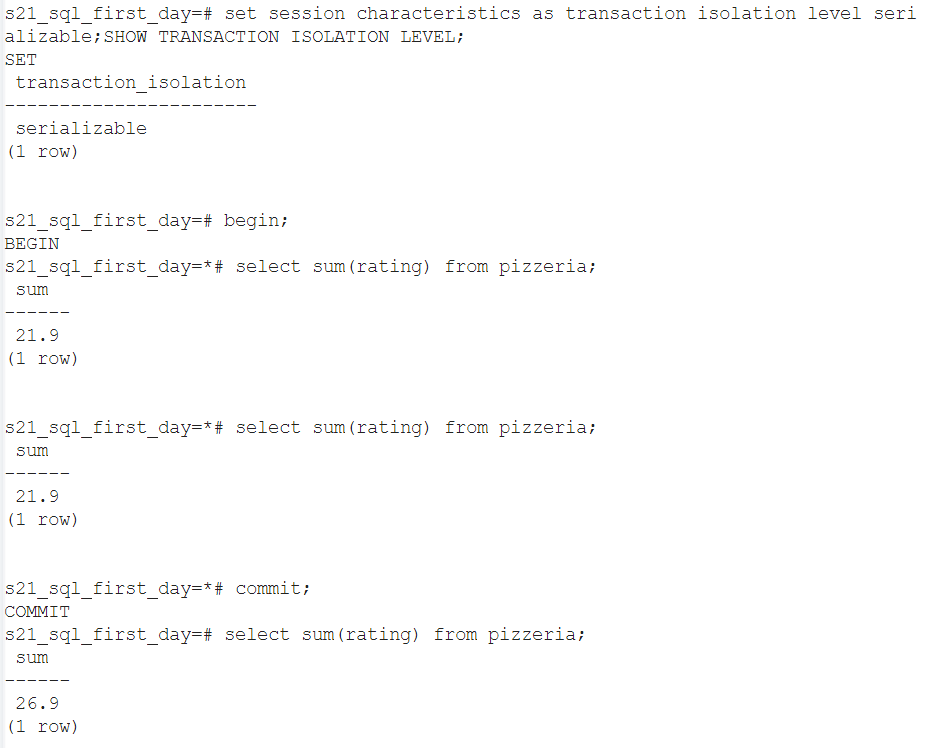 s21_sql_first_day=# set session characteristics as transaction isolation level seri
alizable;SHOW TRANSACTION ISOLATION LEVEL;
SET
 transaction_isolation
-----------------------
 serializable
(1 row)
s21_sql_first_day=# begin;
BEGIN
s21_sql_first_day=*# select sum(rating) from pizzeria;
 sum
------
 21.9
(1 row)
s21_sql_first_day=*# select sum(rating) from pizzeria;
 sum
------
 21.9
(1 row)
s21_sql_first_day=*# commit;
COMMIT
s21_sql_first_day=# select sum(rating) from pizzeria;
 sum
------
 26.9
(1 row)